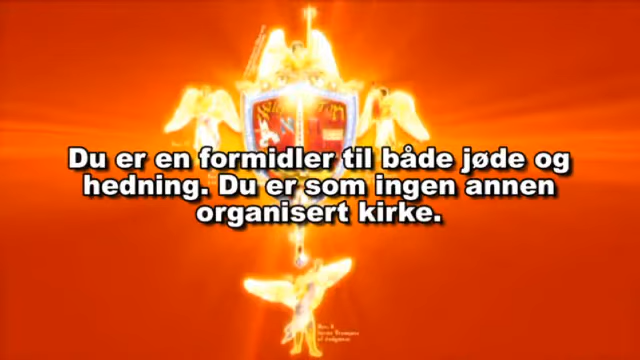 Du er en formidler til både jøde og
hedning. Du er som ingen annen
organisert kirke.